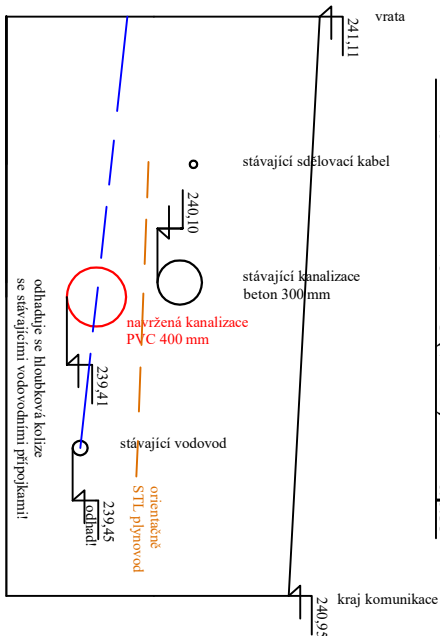 vrata
241,11
stávající sdělovací kabel
240,10
stávající kanalizace
beton 300 mm
navržená kanalizace
PVC 400 mm
239,41
stávající vodovod
239,45
odhad!
orientačně
STL plynovod
odhaduje se hloubková kolize
se stávajícími vodovodními přípojkami!
kraj komunikace
240,95